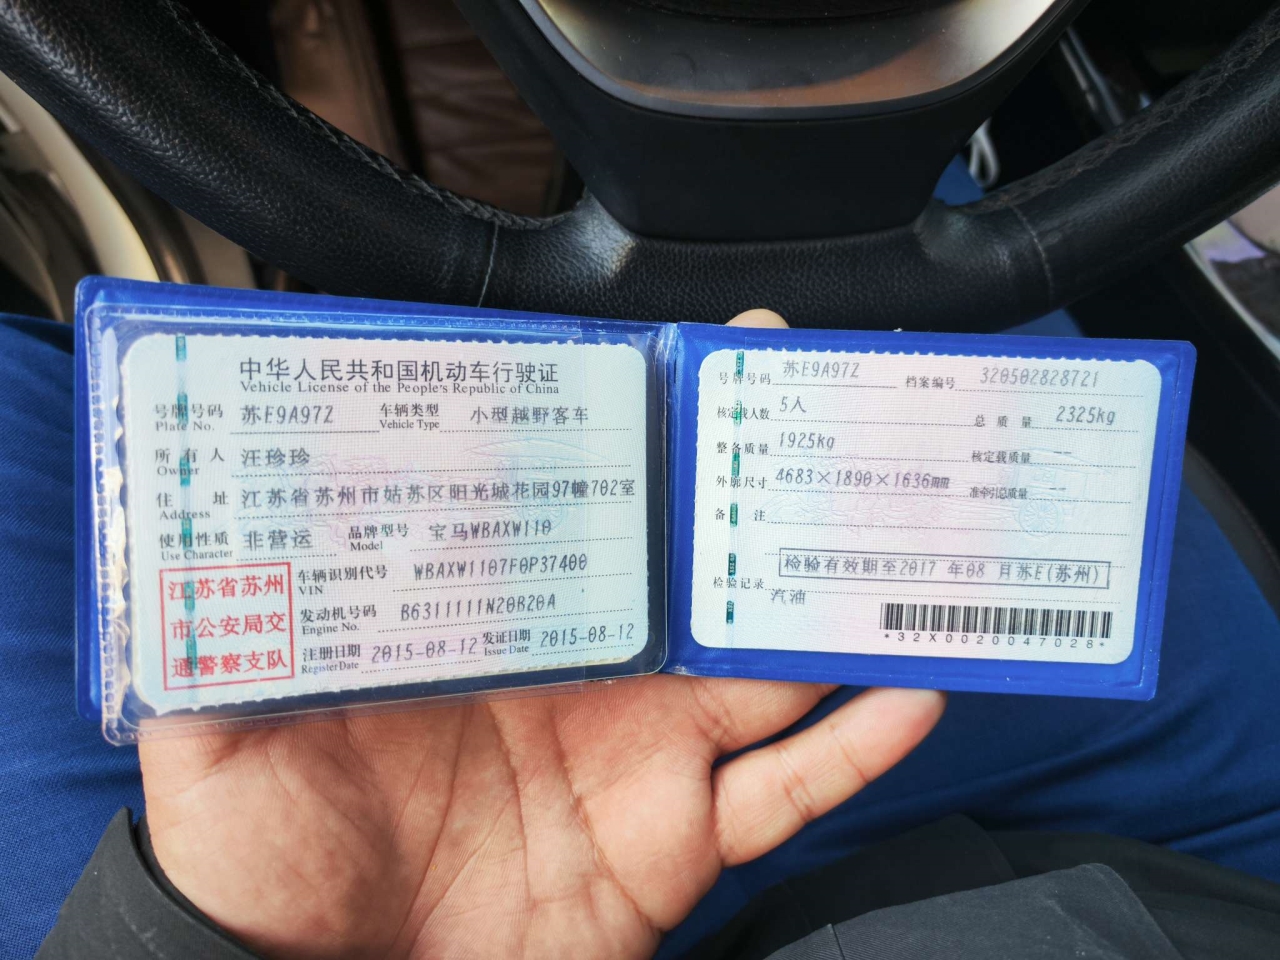 中华人民共和国机动车行驶证
Vehicle License of the People's Republic of China
号牌号码 苏E9A97Z 车辆类型 小型越野客车
Plate No. Vehicle Type
所有人 汪珍珍
Owner
住址 江苏省苏州市姑苏区阳光城花园97幢702室
Address
使用性质 非营运 品牌型号 宝马WBAXW110
Use Character Model
江苏省苏州
市公安局交
通警察支队
车辆识别代号 WBAXW1107F0P37400
VIN
发动机号码 B6311111N20B20A
Engine No.
注册日期 2015-08-12 发证日期 2015-08-12
Register Date Issue Date
号牌号码 苏E9A97Z 档案编号 320502828721
核定载人数 5人 总质量 2325kg
整备质量 1925kg 核定载质量 --
外廓尺寸 4683×1890×1636mm 准牵引总质量 --
备注
检验有效期至2017 年08 月苏E(苏州)
检验记录
汽油
*32X0020047028*